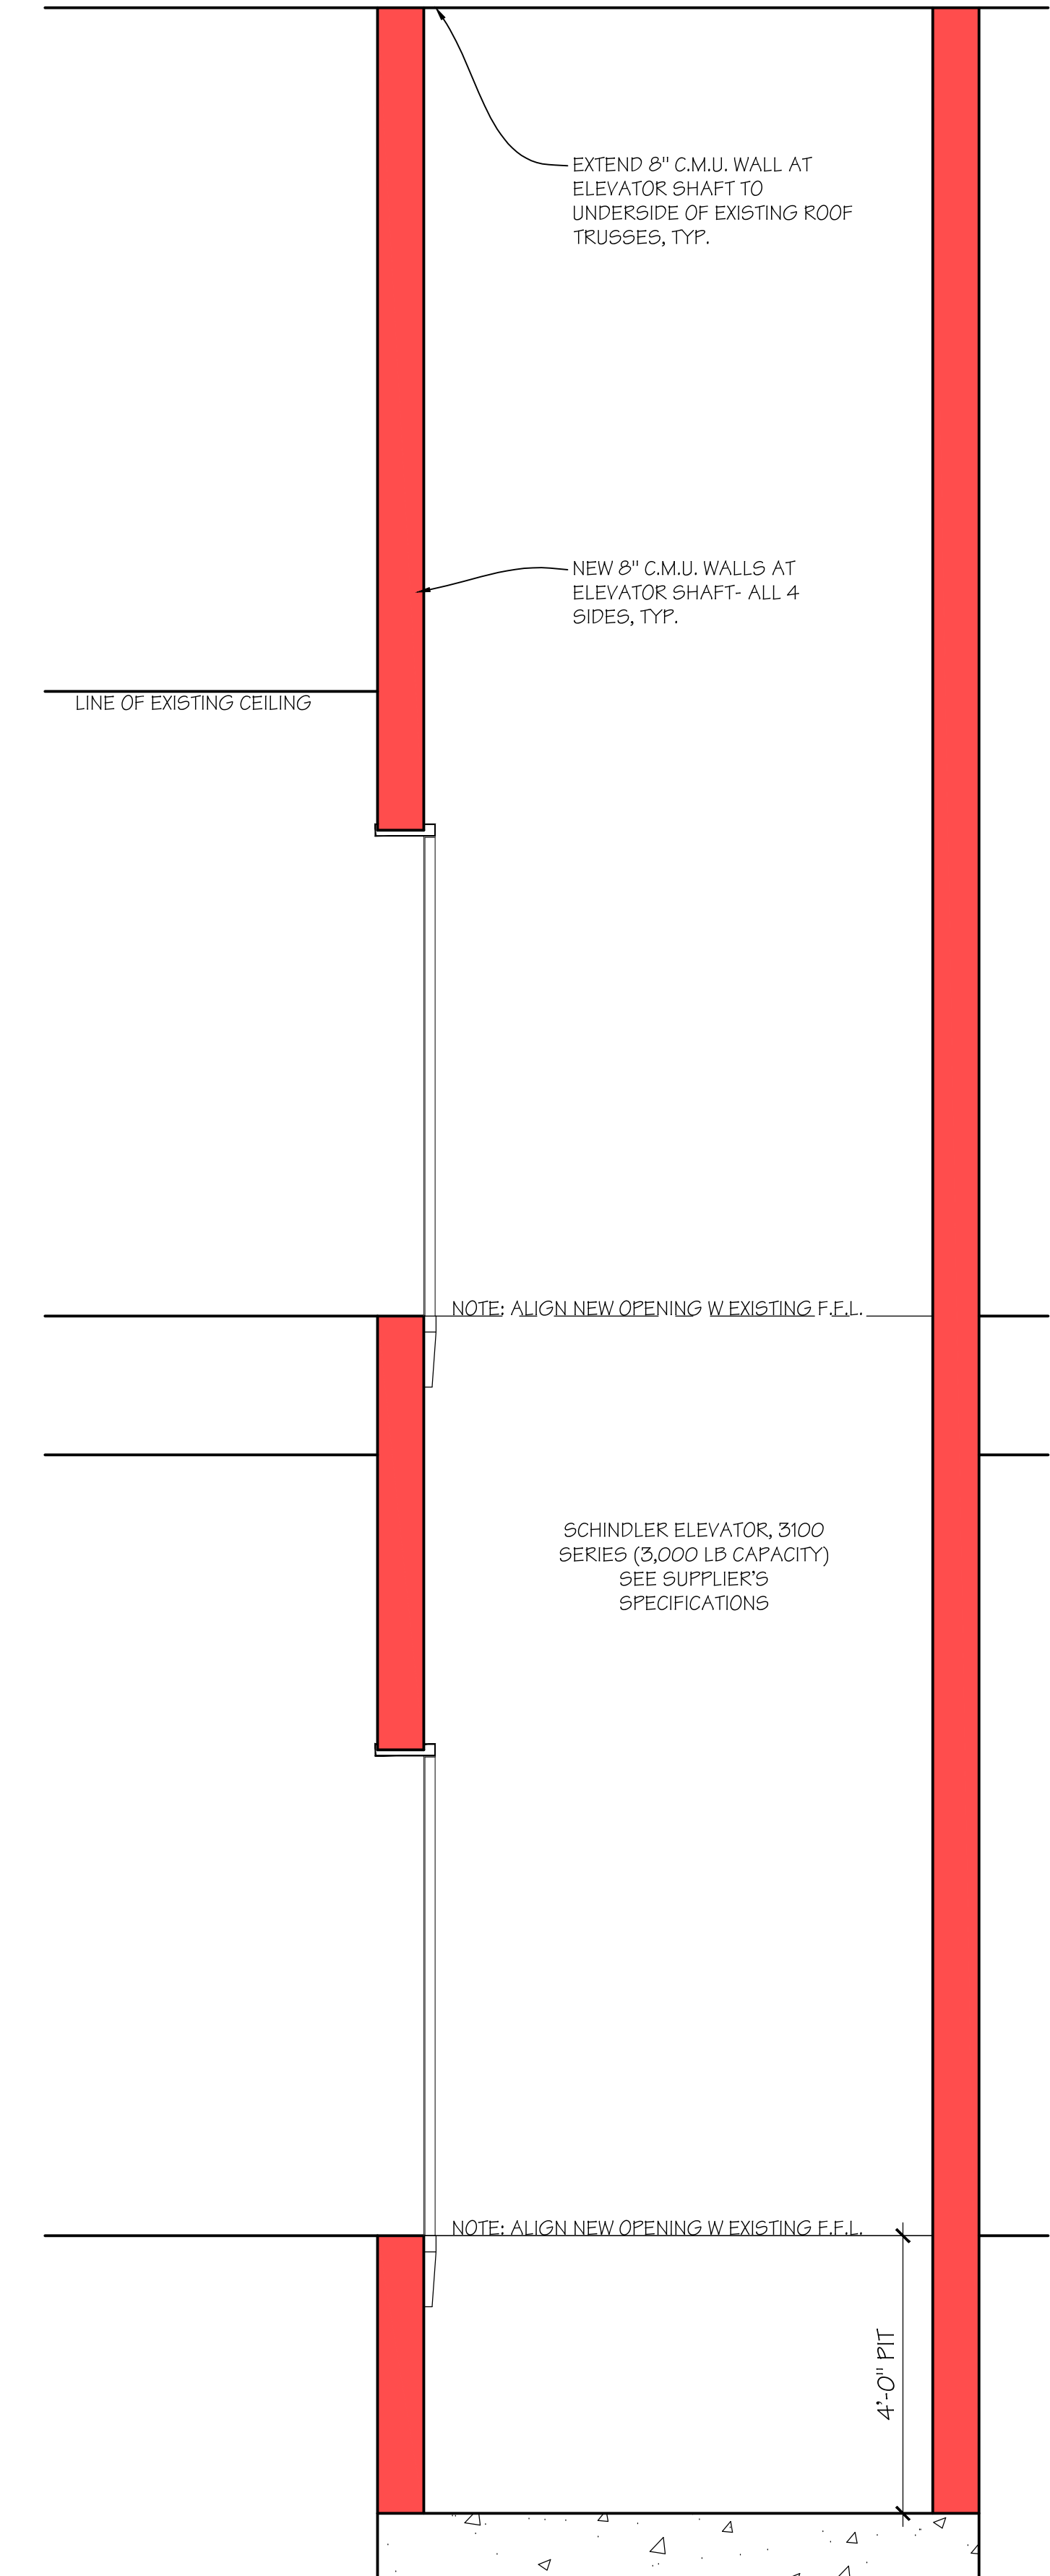 EXTEND 8" C.M.U. WALL AT
ELEVATOR SHAFT TO
UNDERSIDE OF EXISTING ROOF
TRUSSES, TYP.
NEW 8" C.M.U. WALLS AT
ELEVATOR SHAFT- ALL 4
SIDES, TYP.
LINE OF EXISTING CEILING
NOTE: ALIGN NEW OPENING W EXISTING F.F.L.
SCHINDLER ELEVATOR, 3100
SERIES (3,000 LB CAPACITY)
SEE SUPPLIER'S
SPECIFICATIONS
NOTE: ALIGN NEW OPENING W EXISTING F.F.L.
4'-0" PIT